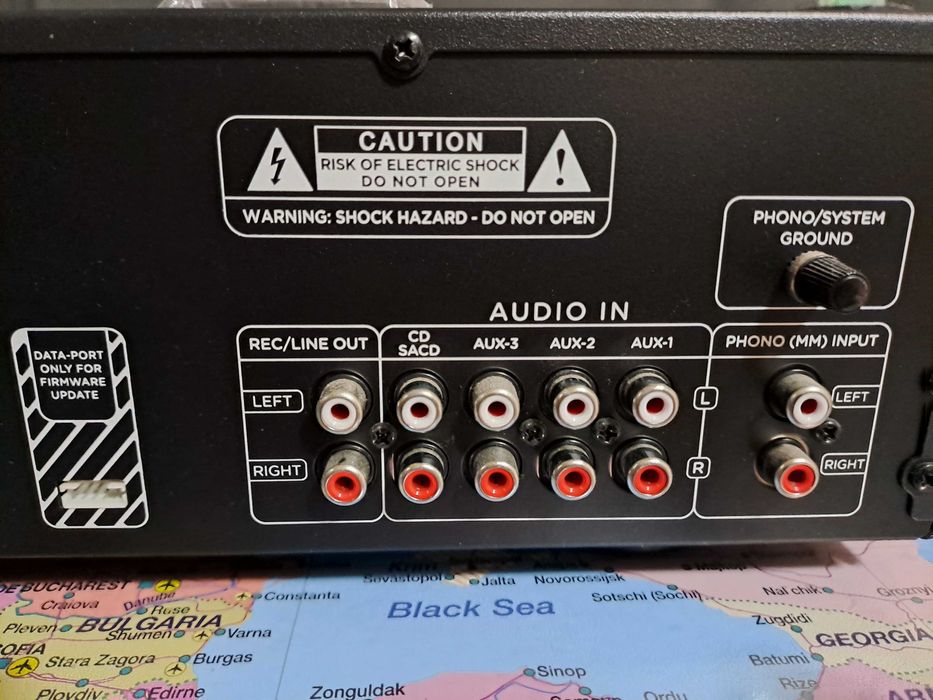 CAUTION
RISK OF ELECTRIC SHOCK
DO NOT OPEN
WARNING: SHOCK HAZARD - DO NOT OPEN
PHONO/SYSTEM
GROUND
AUDIO IN
DATA-PORT
ONLY FOR
FIRMWARE
UPDATE
REC/LINE OUT
CD
SACD
AUX-3
AUX-2
AUX-1
PHONO (MM) INPUT
LEFT
L
LEFT
RIGHT
R
RIGHT
DE BUCHAREST
Craiova
Danube
Ruse
Constanta
Pleven
BULGARIA
Shumen
Varna
Stara Zagora
Burgas
Plovdiv
Edirne
Krim
Sevastopol
Jalta
Novorossijsk
Black Sea
Sotschi (Sochi)
Nal chik
Zugdidi
GEORGIA
Batumi
Rize
Sinop
Zonguldak
Ordu